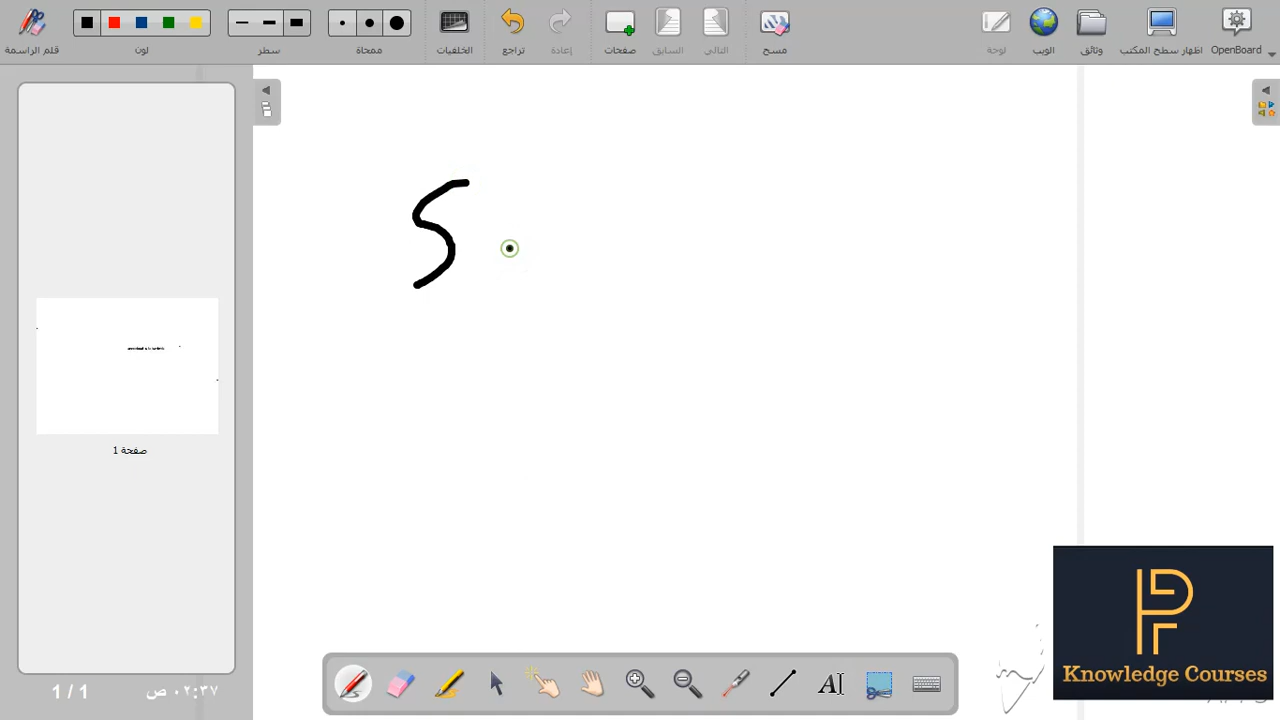 قلم الراسمة
لون
سطر
ممحاة
الخلفيات
تراجع
إعادة
صفحات
السابق
التالي
مسح
لوحة
الويب
وثائق
اظهار سطح المكتب
OpenBoard
S
صفحة 1
1 / 1
٠٢:٣٧ ص
AI
Knowledge Courses